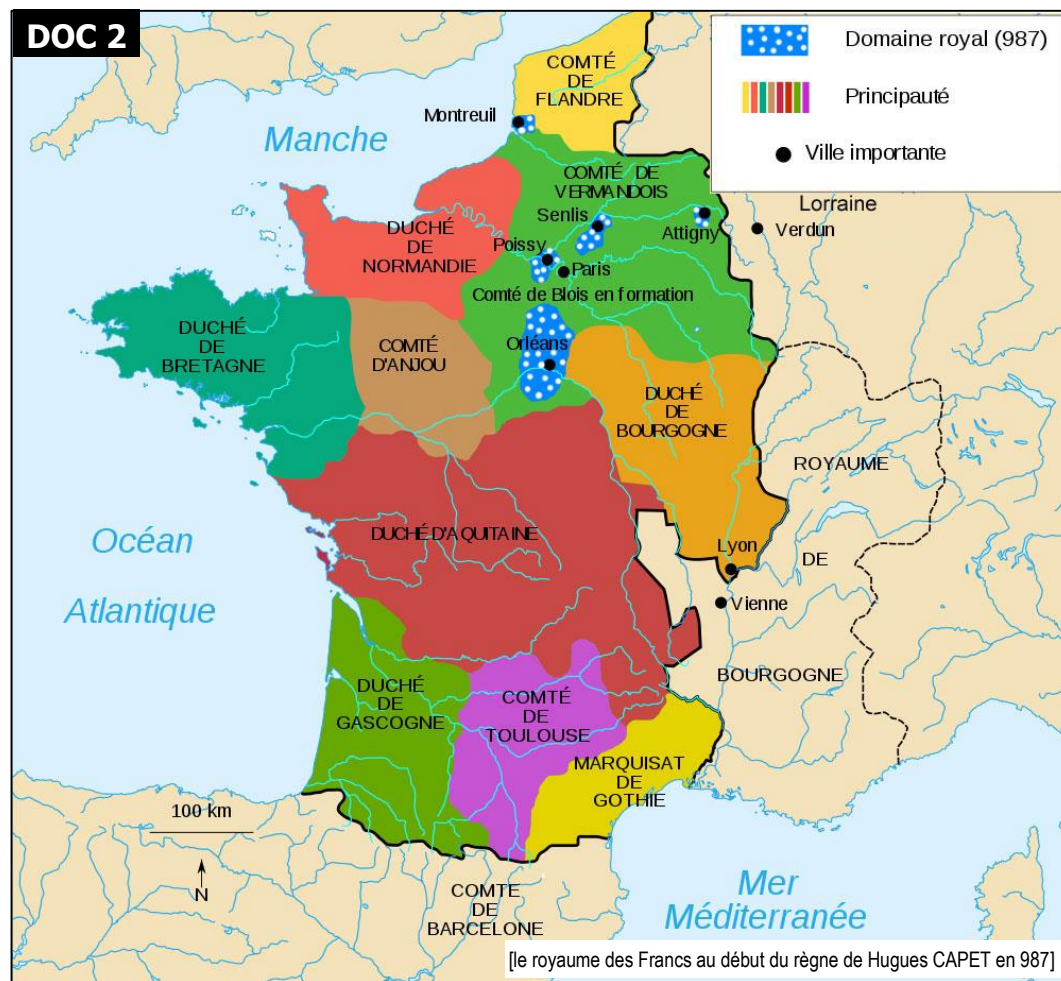 DOC 2
Domaine royal (987)
Principauté
Ville importante
COMTÉ
DE
FLANDRE
Montreuil
Manche
COMTÉ DE
VERMANDOIS
Senlis
Attigny
Lorraine
Verdun
DUCHÉ
DE
NORMANDIE
Poissy
Paris
Comté de Blois en formation
DUCHÉ
DE
BRETAGNE
COMTÉ
D'ANJOU
Orléans
DUCHÉ
DE
BOURGOGNE
ROYAUME
DE
BOURGOGNE
Océan
Atlantique
DUCHÉ D'AQUITAINE
Lyon
Vienne
DUCHÉ
DE
GASCOGNE
COMTÉ
DE
TOULOUSE
MARQUISAT
DE
GOTHIE
100 km
N
COMTE
DE
BARCELONE
Mer
Méditerranée
[le royaume des Francs au début du règne de Hugues CAPET en 987]